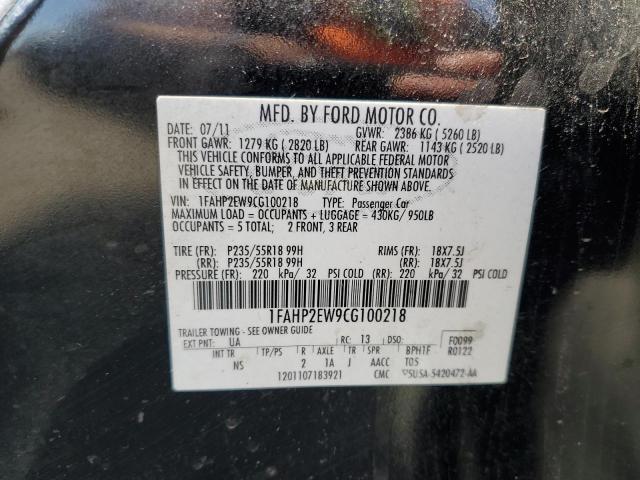 MFD. BY FORD MOTOR CO.
DATE: 07/11 GVWR: 2386 KG ( 5260 LB)
FRONT GAWR: 1279 KG ( 2820 LB) REAR GAWR: 1143 KG ( 2520 LB)
THIS VEHICLE CONFORMS TO ALL APPLICABLE FEDERAL MOTOR
VEHICLE SAFETY, BUMPER, AND THEFT PREVENTION STANDARDS
IN EFFECT ON THE DATE OF MANUFACTURE SHOWN ABOVE.
VIN: 1FAHP2EW9CG100218 TYPE: Passenger Car
MAXIMUM LOAD = OCCUPANTS + LUGGAGE = 430KG/ 950LB
OCCUPANTS = 5 TOTAL; 2 FRONT, 3 REAR
TIRE (FR): P235/55R18 99H RIMS (FR): 18X7.5J
(RR): P235/55R18 99H (RR): 18X7.5J
PRESSURE (FR): 220 kPa/ 32 PSI COLD (RR): 220 kPa/ 32 PSI COLD
1FAHP2EW9CG100218
TRAILER TOWING - SEE OWNER GUIDE
EXT PNT: UA RC: 13 DSO: F0099
INT TR TP/PS R AXLE TR SPR BPH1F R0122
NS 2 1A J AACC T05
1201107183921 CMC 5U5A-5420472-AA